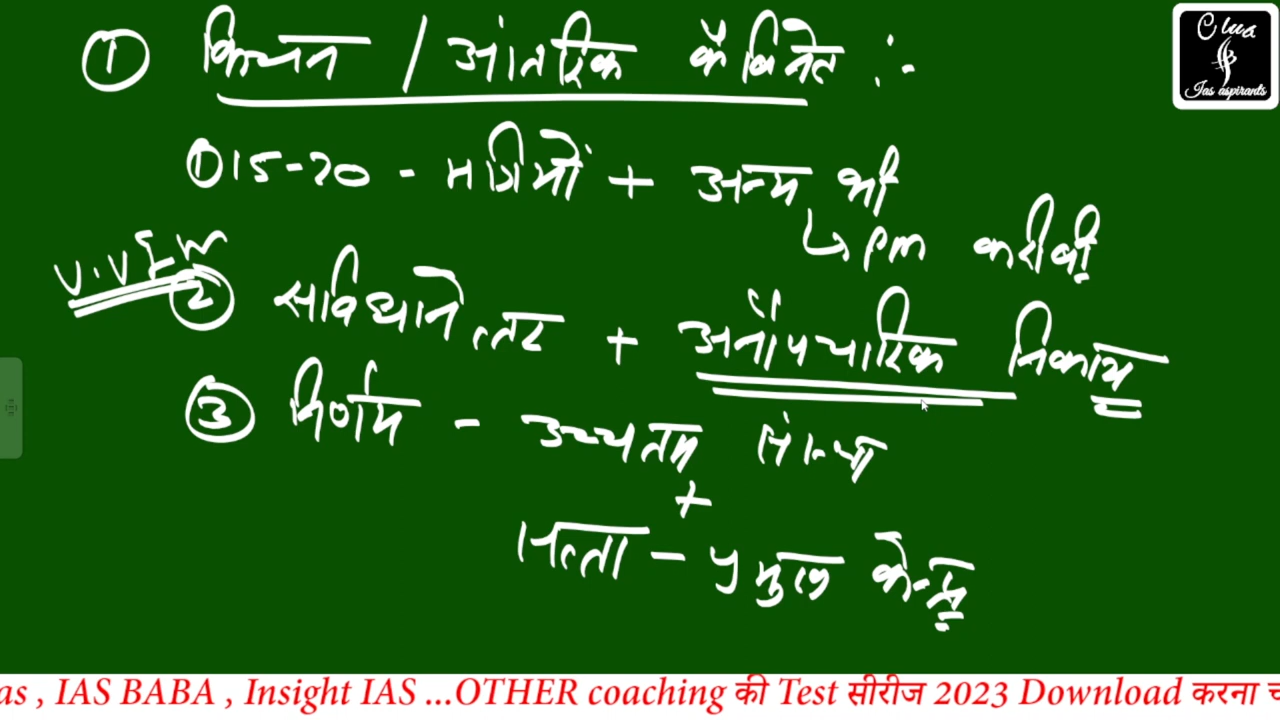 ① किचन / आंतरिक कैबिनेट :-
Clua
Ias aspirants
① 15-20 - मंत्रियों + अन्य भी
↳ PM करीबी
V.V.IMP
② संविधानेत्तर + अनौपचारिक निकाय
③ निर्णय - उच्चतम संस्था
+
सत्ता - प्रमुख केन्द्र
as , IAS BABA , Insight IAS ...OTHER coaching की Test सीरीज 2023 Download करना च